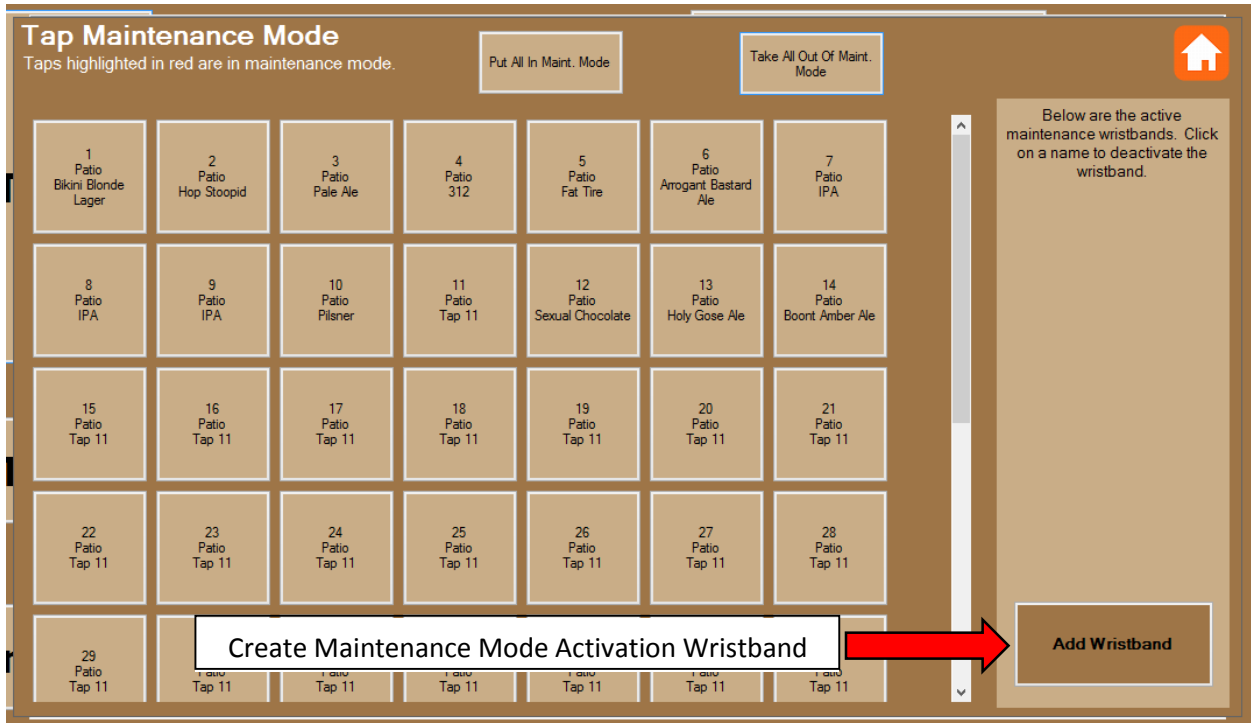 Tap Maintenance Mode
Taps highlighted in red are in maintenance mode.
Put All In Maint. Mode
Take All Out Of Maint.
Mode
Below are the active
maintenance wristbands. Click
on a name to deactivate the
wristband.
1
Patio
Bikini Blonde
Lager
2
Patio
Hop Stoopid
3
Patio
Pale Ale
4
Patio
312
5
Patio
Fat Tire
6
Patio
Arrogant Bastard
Ale
7
Patio
IPA
8
Patio
IPA
9
Patio
IPA
10
Patio
Pilsner
11
Patio
Tap 11
12
Patio
Sexual Chocolate
13
Patio
Holy Gose Ale
14
Patio
Boont Amber Ale
15
Patio
Tap 11
16
Patio
Tap 11
17
Patio
Tap 11
18
Patio
Tap 11
19
Patio
Tap 11
20
Patio
Tap 11
21
Patio
Tap 11
22
Patio
Tap 11
23
Patio
Tap 11
24
Patio
Tap 11
25
Patio
Tap 11
26
Patio
Tap 11
27
Patio
Tap 11
28
Patio
Tap 11
29
Patio
Tap 11
Tap 11
Tap 11
Tap 11
Tap 11
Tap 11
Tap 11
Create Maintenance Mode Activation Wristband
Add Wristband